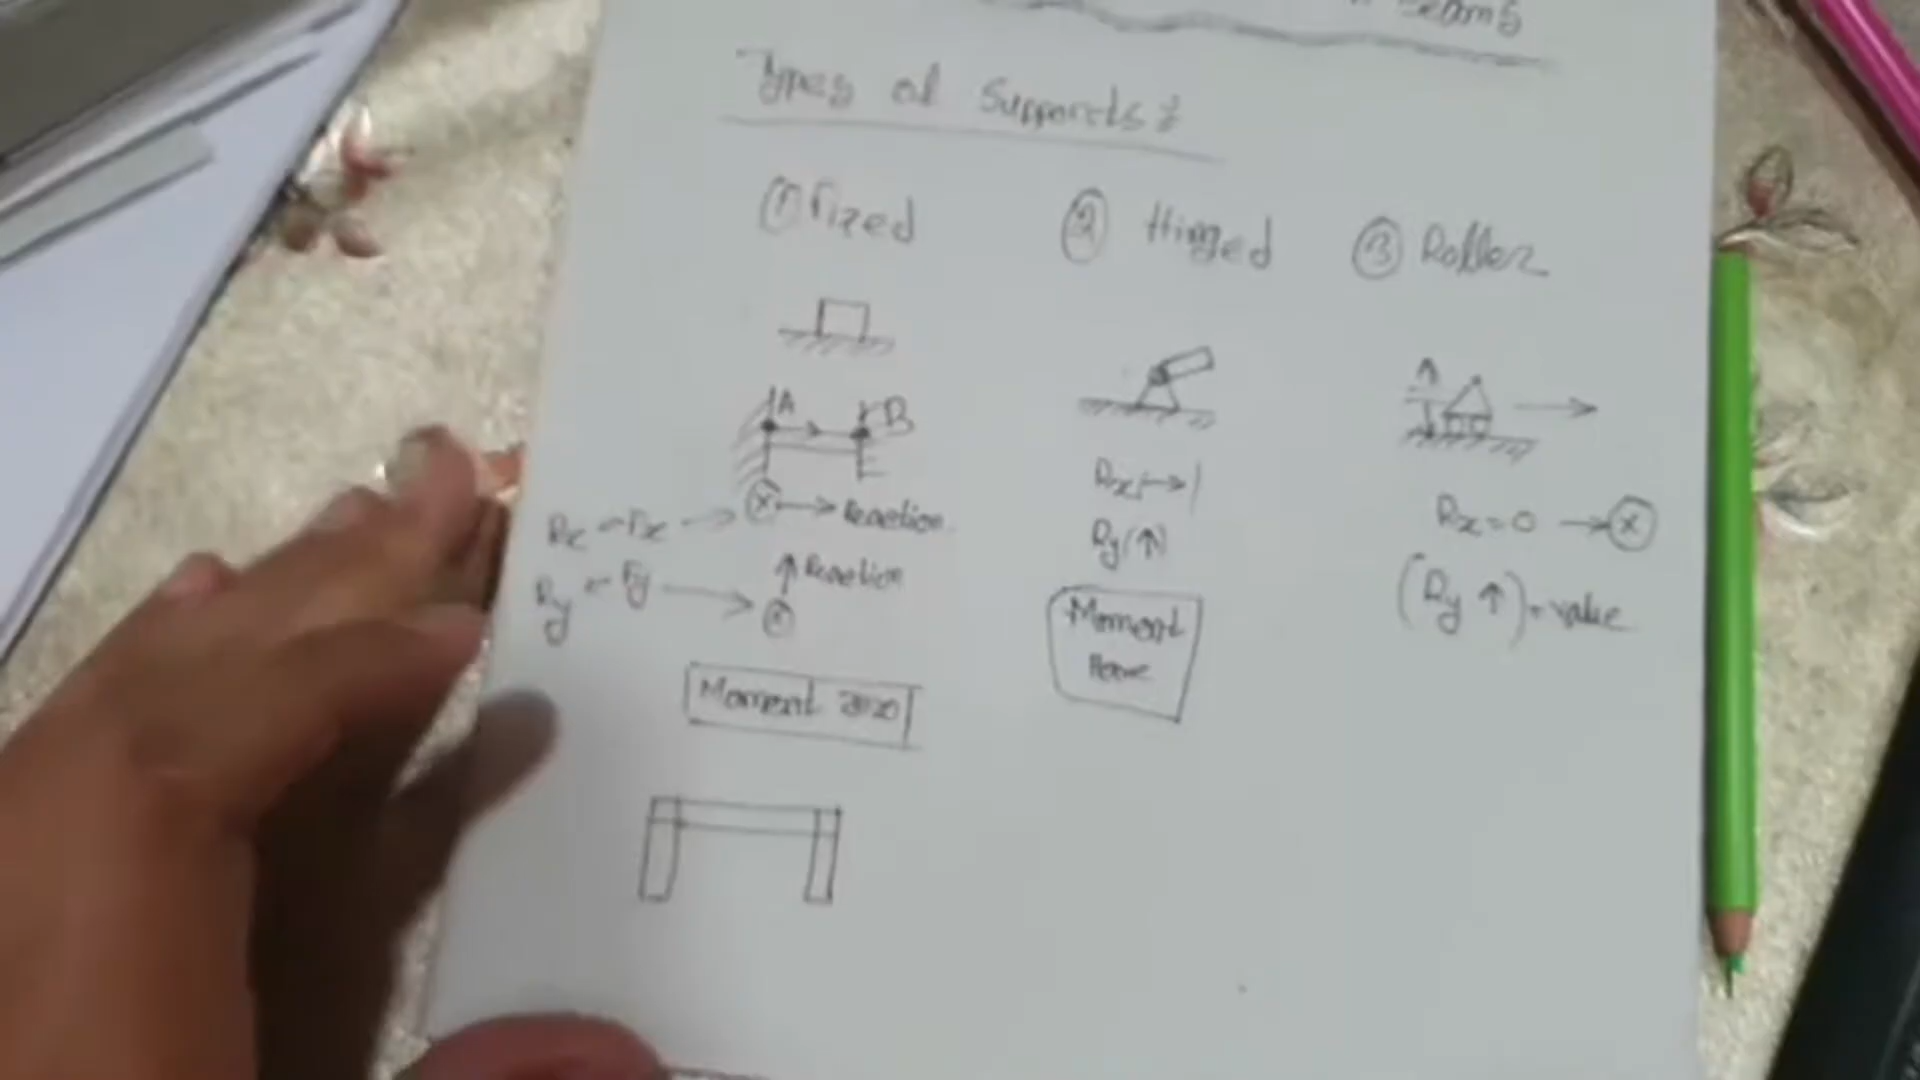 Beams
Types of Supports:
① Fixed
② Hinged
③ Roller
A
B
Rx
Fx
X
Reaction
Ry
Fy
Reaction
Moment
Rx
Ry (↑)
Moment
Rx = 0 → X
(Ry ↑) = value